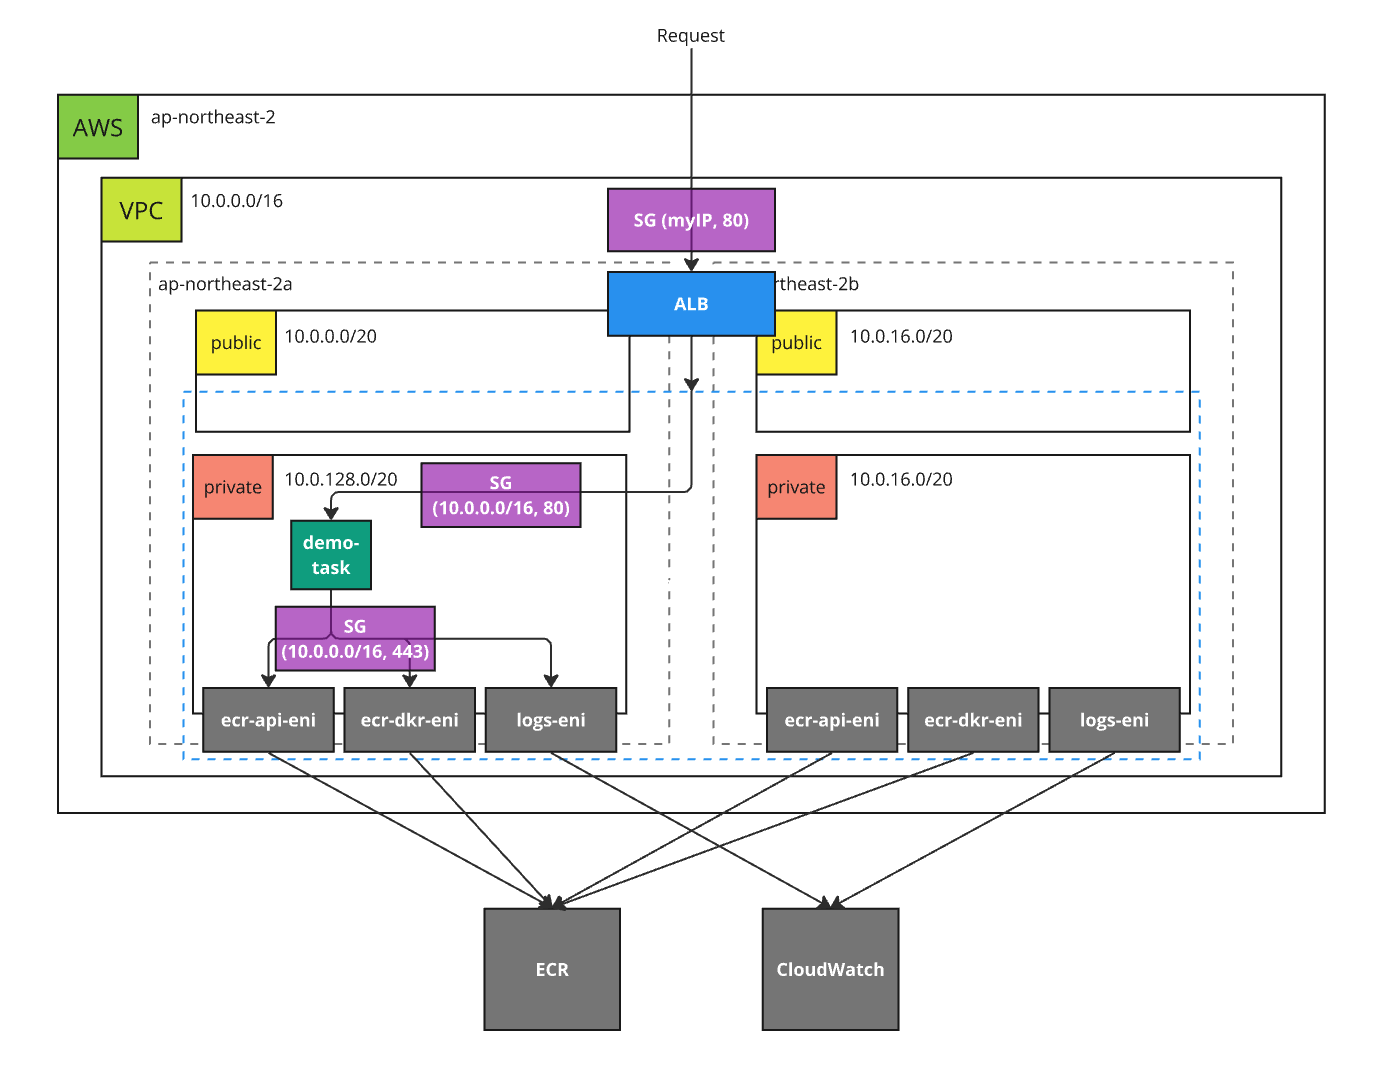 Request
AWS
ap-northeast-2
VPC
10.0.0.0/16
SG (myIP, 80)
ap-northeast-2a
ALB
rtheast-2b
public
10.0.0.0/20
public
10.0.16.0/20
private
10.0.128.0/20
SG
(10.0.0.0/16, 80)
private
10.0.16.0/20
demo-
task
SG
(10.0.0.0/16, 443)
ecr-api-eni
ecr-dkr-eni
logs-eni
ecr-api-eni
ecr-dkr-eni
logs-eni
ECR
CloudWatch